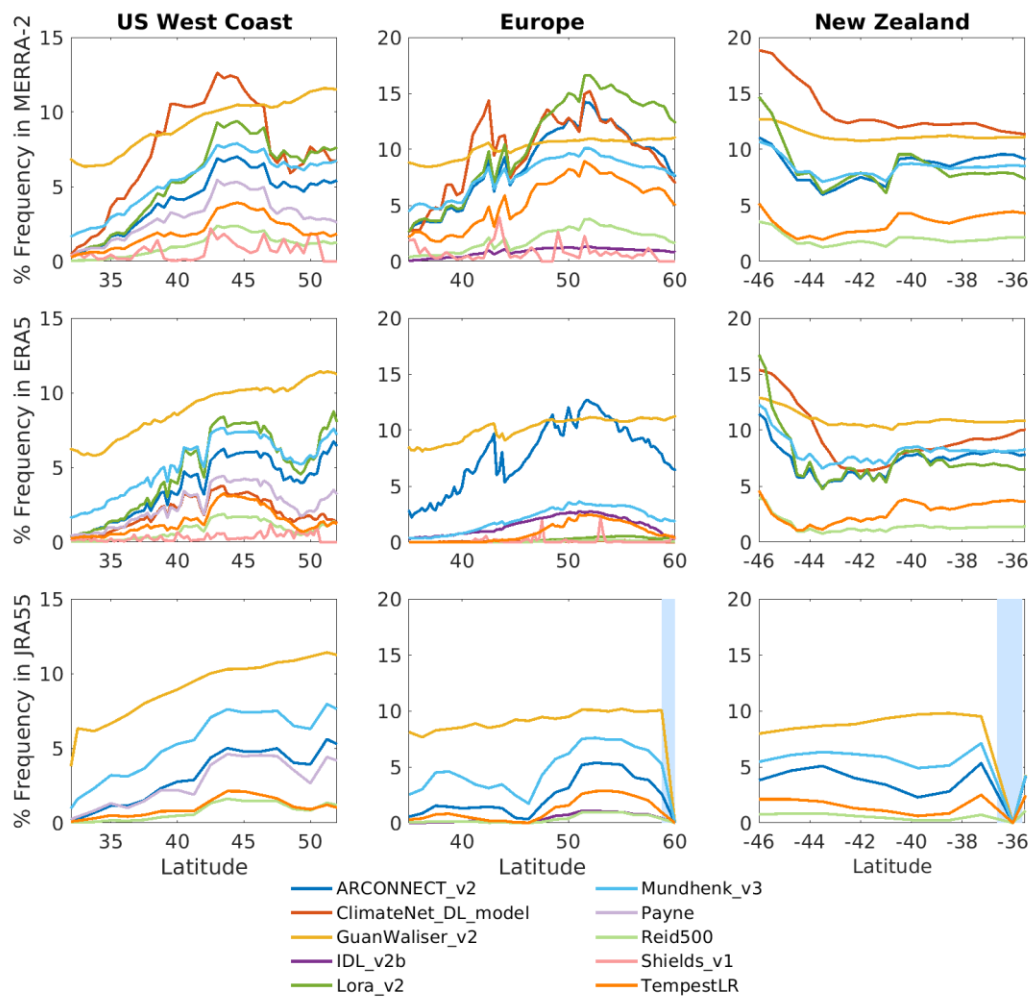 US West Coast Europe New Zealand
% Frequency in MERRA-2
15
10
5
0
35 40 45 50
20
15
10
5
0
40 50 60
20
15
10
5
0
-46 -44 -42 -40 -38 -36
% Frequency in ERA5
15
10
5
0
35 40 45 50
20
15
10
5
0
40 50 60
20
15
10
5
0
-46 -44 -42 -40 -38 -36
% Frequency in JRA55
15
10
5
0
35 40 45 50
Latitude
20
15
10
5
0
40 50 60
Latitude
20
15
10
5
0
-46 -44 -42 -40 -38 -36
Latitude
ARCONNECT_v2
ClimateNet_DL_model
GuanWaliser_v2
IDL_v2b
Lora_v2
Mundhenk_v3
Payne
Reid500
Shields_v1
TempestLR